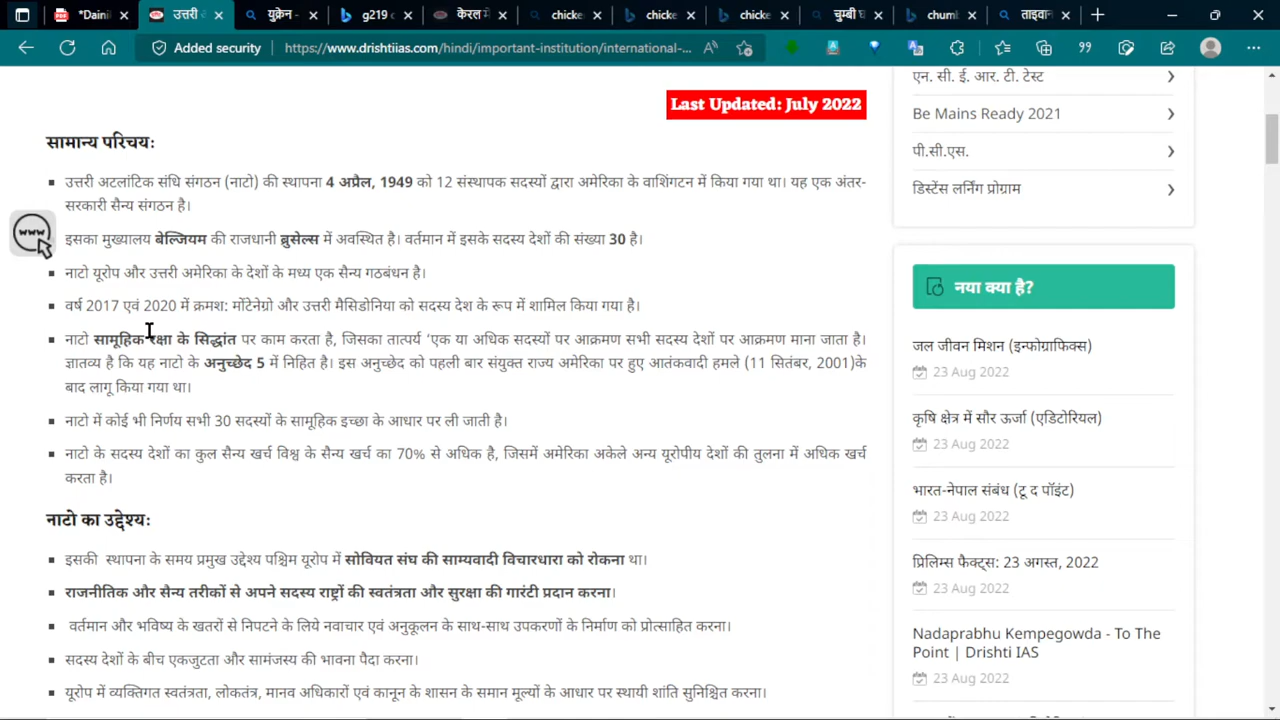 *Daini
उत्तरी
यूक्रेन -
g219 c
केरल में
chicke
chicke
chicke
चुम्बी घ
chum
ताइवान
Added security
https://www.drishtiias.com/hindi/important-institution/international-...
Last Updated: July 2022
सामान्य परिचय:
उत्तरी अटलांटिक संधि संगठन (नाटो) की स्थापना 4 अप्रैल, 1949 को 12 संस्थापक सदस्यों द्वारा अमेरिका के वाशिंगटन में किया गया था। यह एक अंतर-
सरकारी सैन्य संगठन है।
www
इसका मुख्यालय बेल्जियम की राजधानी ब्रुसेल्स में अवस्थित है। वर्तमान में इसके सदस्य देशों की संख्या 30 है।
नाटो यूरोप और उत्तरी अमेरिका के देशों के मध्य एक सैन्य गठबंधन है।
वर्ष 2017 एवं 2020 में क्रमश: मोंटेनेग्रो और उत्तरी मैसिडोनिया को सदस्य देश के रूप में शामिल किया गया है।
नाटो सामूहिक रक्षा के सिद्धांत पर काम करता है, जिसका तात्पर्य ‘एक या अधिक सदस्यों पर आक्रमण सभी सदस्य देशों पर आक्रमण माना जाता है।
ज्ञातव्य है कि यह नाटो के अनुच्छेद 5 में निहित है। इस अनुच्छेद को पहली बार संयुक्त राज्य अमेरिका पर हुए आतंकवादी हमले (11 सितंबर, 2001)के
बाद लागू किया गया था।
नाटो में कोई भी निर्णय सभी 30 सदस्यों के सामूहिक इच्छा के आधार पर ली जाती है।
नाटो के सदस्य देशों का कुल सैन्य खर्च विश्व के सैन्य खर्च का 70% से अधिक है, जिसमें अमेरिका अकेले अन्य यूरोपीय देशों की तुलना में अधिक खर्च
करता है।
नाटो का उद्देश्य:
इसकी स्थापना के समय प्रमुख उद्देश्य पश्चिम यूरोप में सोवियत संघ की साम्यवादी विचारधारा को रोकना था।
राजनीतिक और सैन्य तरीकों से अपने सदस्य राष्ट्रों की स्वतंत्रता और सुरक्षा की गारंटी प्रदान करना।
वर्तमान और भविष्य के खतरों से निपटने के लिये नवाचार एवं अनुकूलन के साथ-साथ उपकरणों के निर्माण को प्रोत्साहित करना।
सदस्य देशों के बीच एकजुटता और सामंजस्य की भावना पैदा करना।
यूरोप में व्यक्तिगत स्वतंत्रता, लोकतंत्र, मानव अधिकारों एवं कानून के शासन के समान मूल्यों के आधार पर स्थायी शांति सुनिश्चित करना।
एन. सी. ई. आर. टी. टेस्ट
Be Mains Ready 2021
पी.सी.एस.
डिस्टेंस लर्निंग प्रोग्राम
नया क्या है?
जल जीवन मिशन (इन्फोग्राफिक्स)
23 Aug 2022
कृषि क्षेत्र में सौर ऊर्जा (एडिटोरियल)
23 Aug 2022
भारत-नेपाल संबंध (टू द पॉइंट)
23 Aug 2022
प्रिलिम्स फैक्ट्स: 23 अगस्त, 2022
23 Aug 2022
Nadaprabhu Kempegowda - To The
Point | Drishti IAS
23 Aug 2022